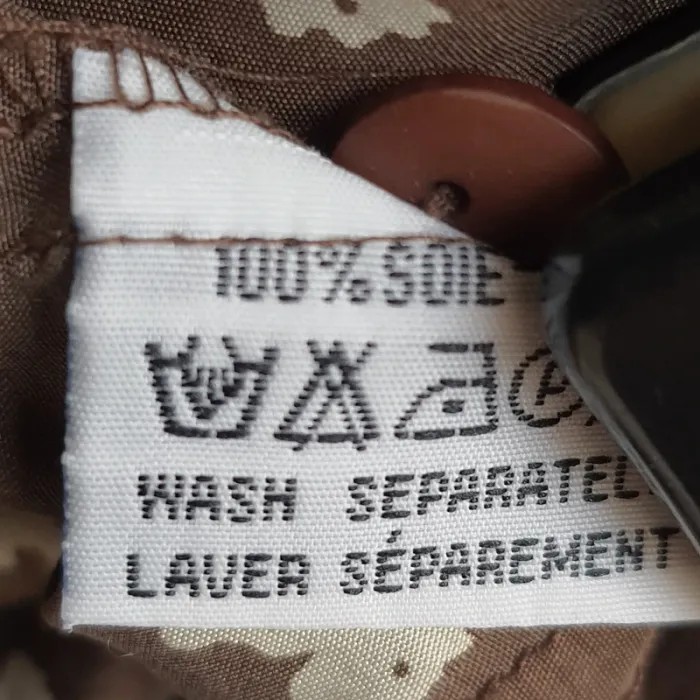 100% SOIE
P
WASH SEPARATEL
LAVER SÉPAREMENT